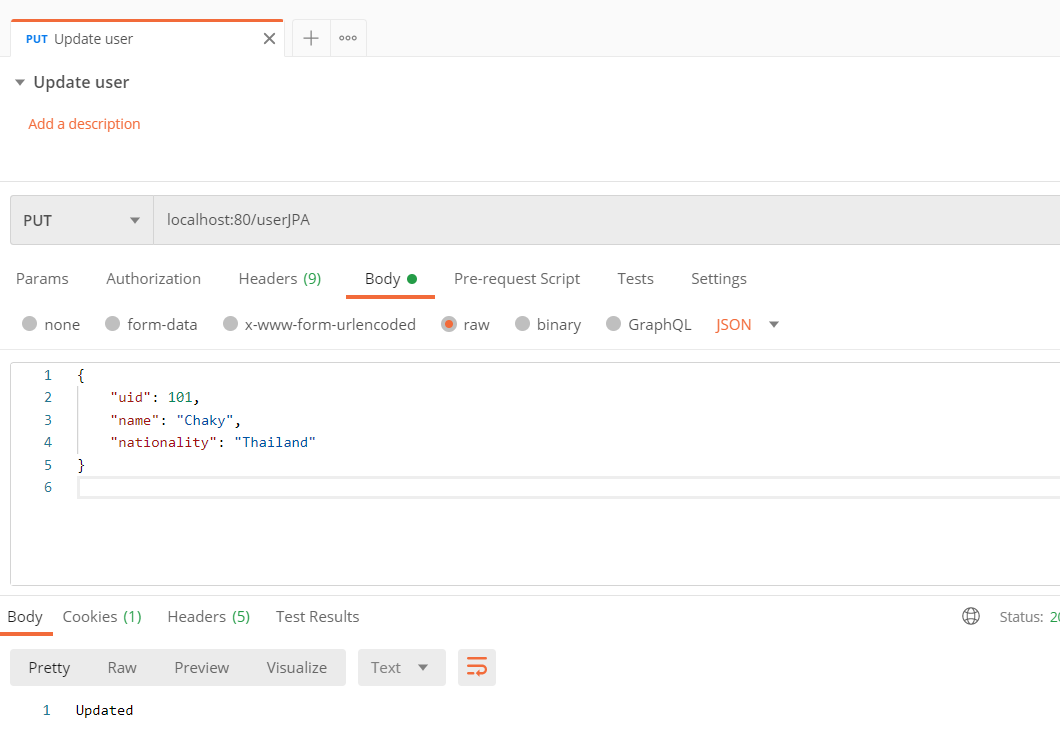 PUT Update user
Update user
Add a description
PUT localhost:80/userJPA
Params Authorization Headers (9) Body Pre-request Script Tests Settings
none form-data x-www-form-urlencoded raw binary GraphQL JSON
1 {
2 "uid": 101,
3 "name": "Chaky",
4 "nationality": "Thailand"
5 }
6
Body Cookies (1) Headers (5) Test Results Status:
Pretty Raw Preview Visualize Text
1 Updated